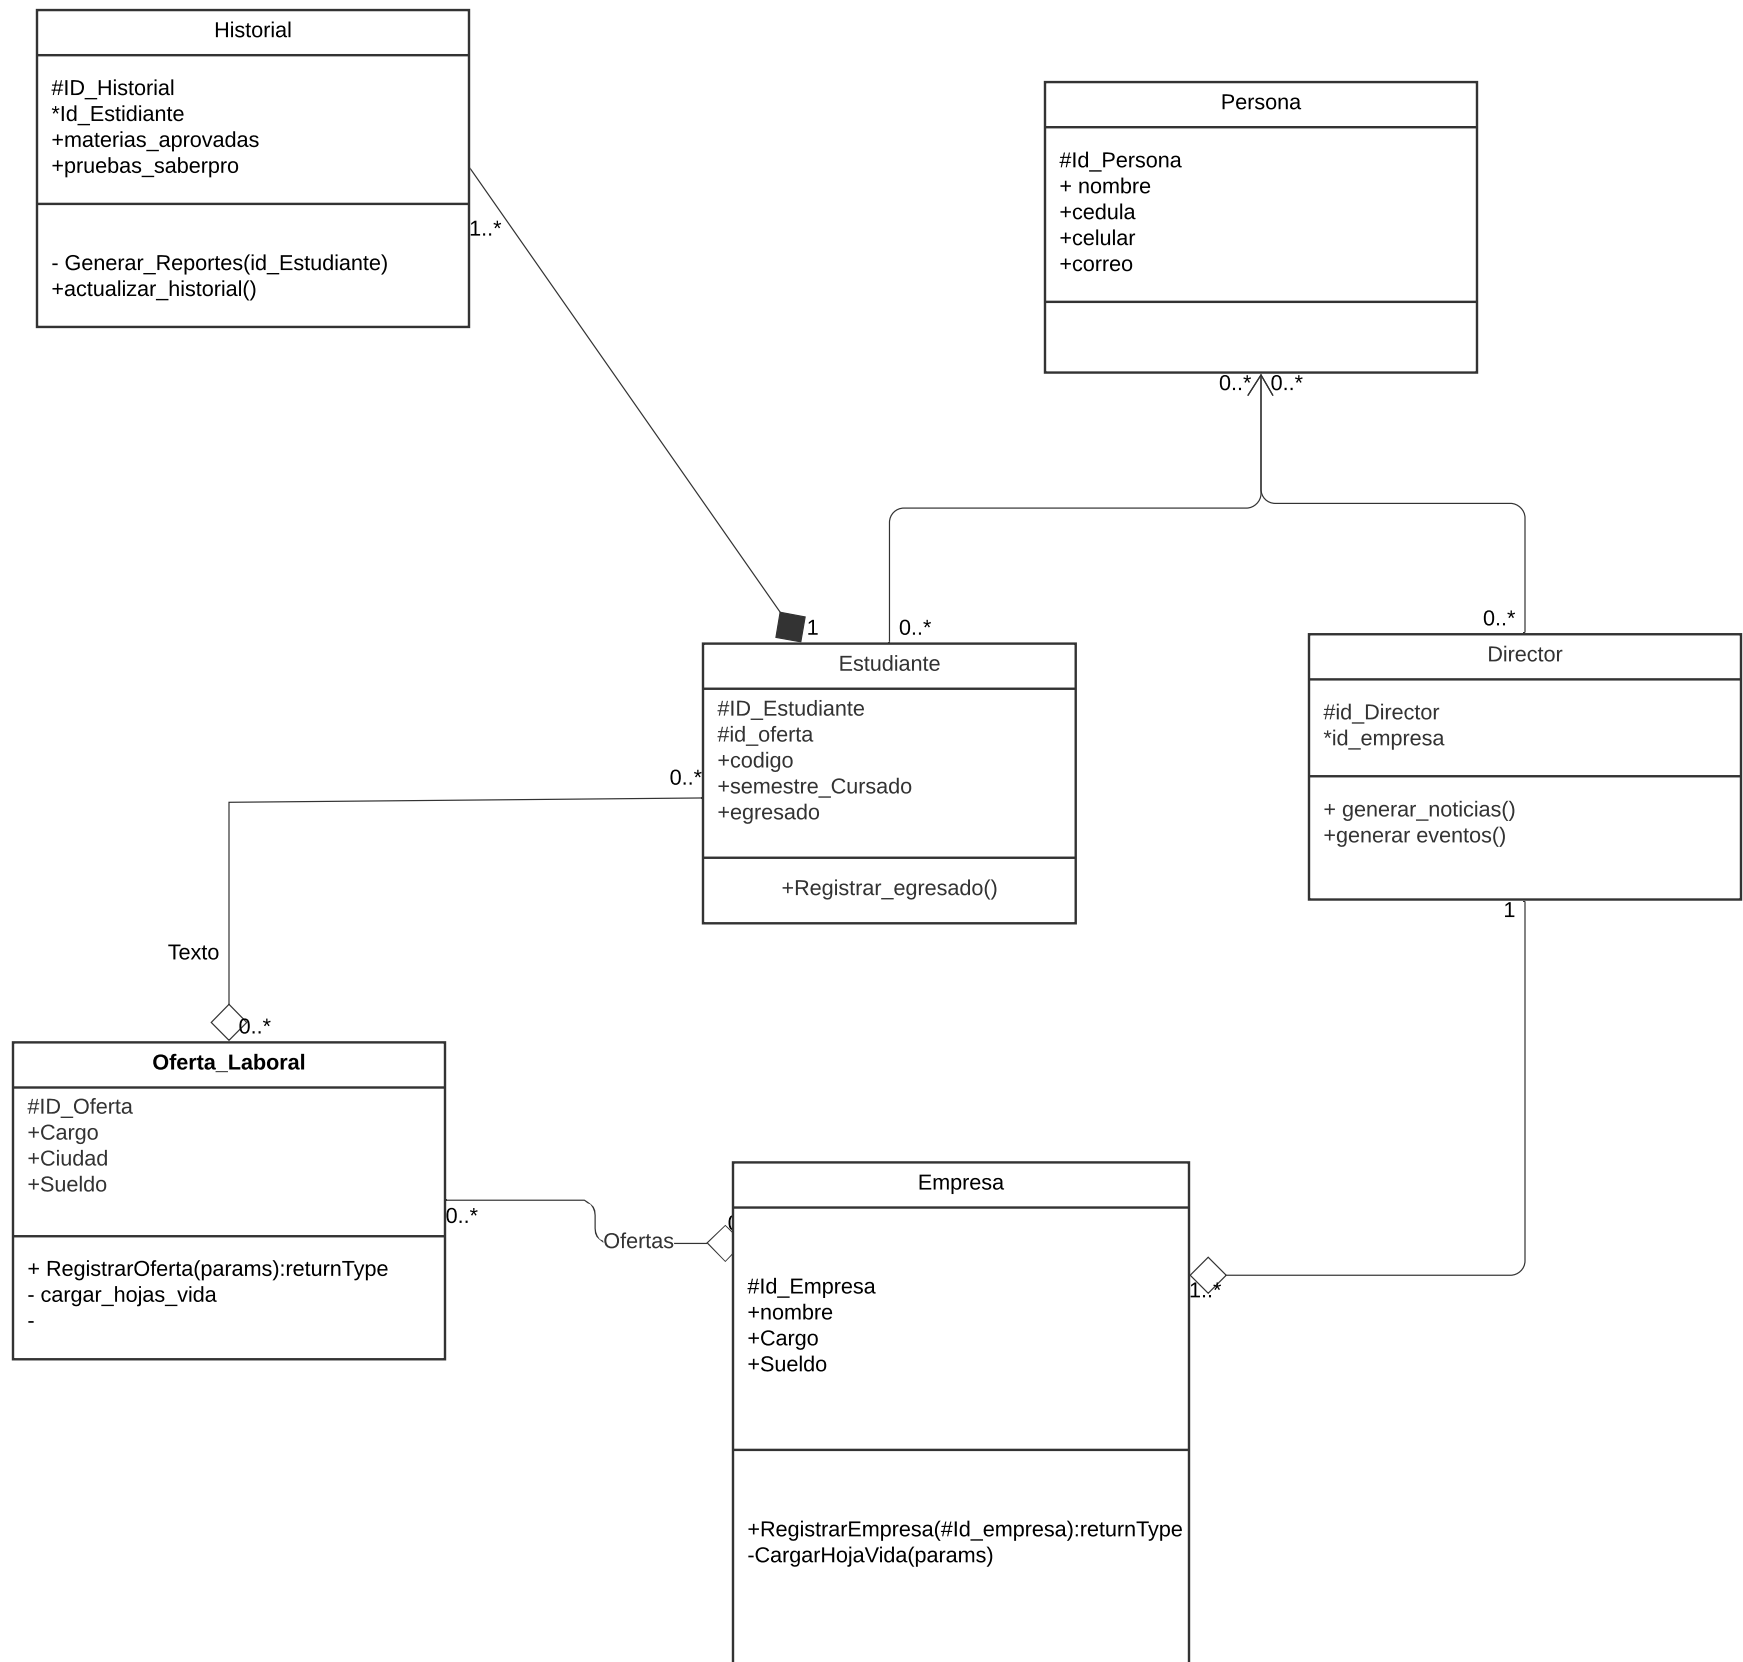 Historial
#ID_Historial
*Id_Estidiante
+materias_aprovadas
+pruebas_saberpro
- Generar_Reportes(id_Estudiante)
+actualizar_historial()
1..*
Persona
#Id_Persona
+ nombre
+cedula
+celular
+correo
0..*
0..*
1
0..*
0..*
Estudiante
#ID_Estudiante
#id_oferta
+codigo
+semestre_Cursado
+egresado
+Registrar_egresado()
Director
#id_Director
*id_empresa
+ generar_noticias()
+generar eventos()
0..*
1
Texto
0..*
Oferta_Laboral
#ID_Oferta
+Cargo
+Ciudad
+Sueldo
+ RegistrarOferta(params):returnType
- cargar_hojas_vida
-
0..*
Ofertas
Empresa
#Id_Empresa
+nombre
+Cargo
+Sueldo
+RegistrarEmpresa(#Id_empresa):returnType
-CargarHojaVida(params)
1..*